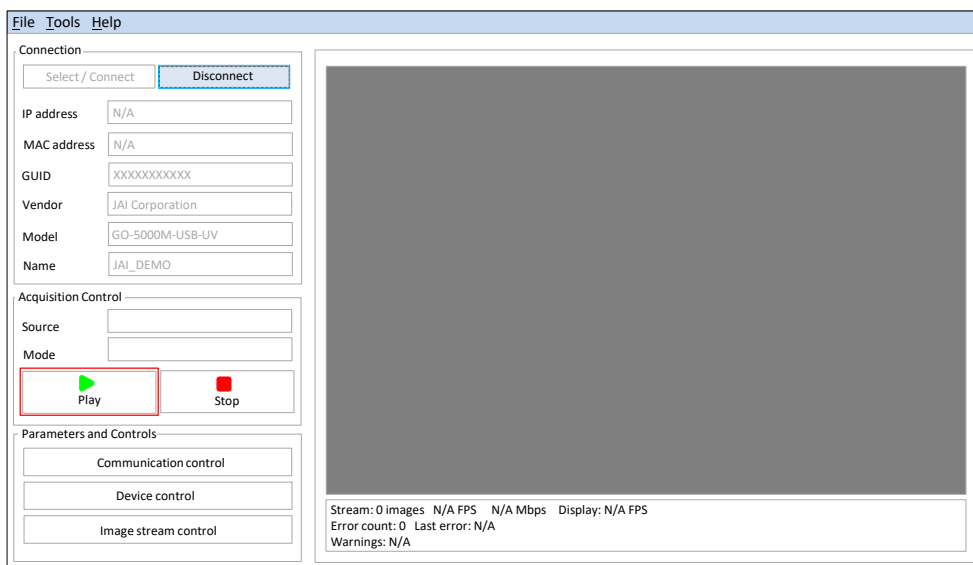 File Tools Help
Connection
Select / Connect Disconnect
IP address N/A
MAC address N/A
GUID XXXXXXXXXXX
Vendor JAI Corporation
Model GO-5000M-USB-UV
Name JAI_DEMO
Acquisition Control
Source
Mode
Play Stop
Parameters and Controls
Communication control
Device control
Image stream control
Stream: 0 images N/A FPS N/A Mbps Display: N/A FPS
Error count: 0 Last error: N/A
Warnings: N/A